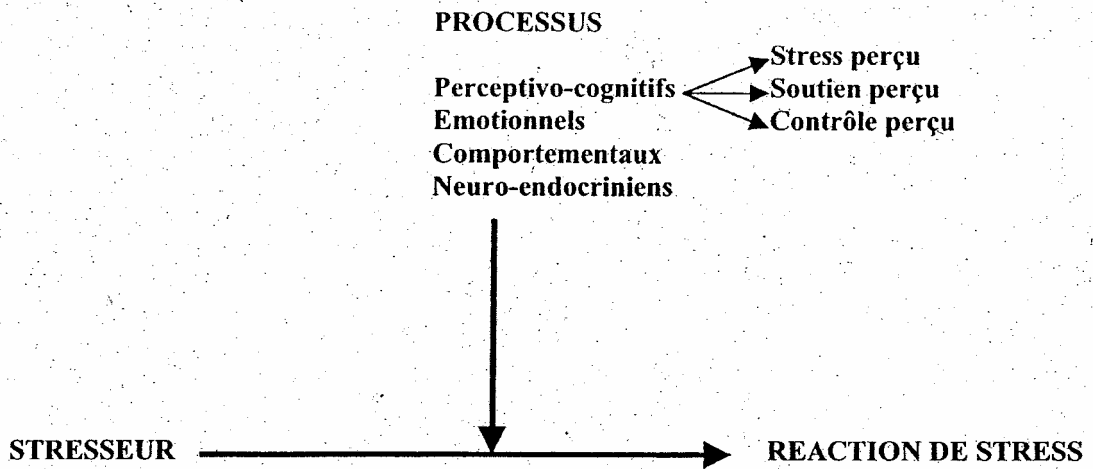 PROCESSUS
Stress perçu
Perceptivo-cognitifs
Soutien perçu
Emotionnels
Contrôle perçu
Comportementaux
Neuro-endocriniens
STRESSEUR
REACTION DE STRESS